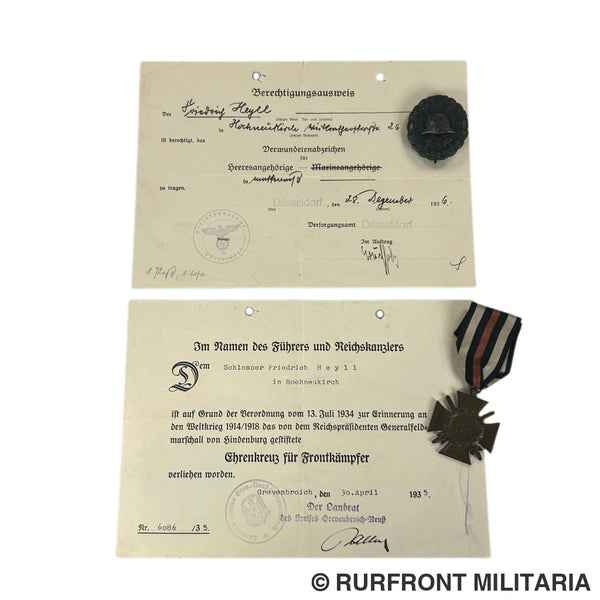 Berechtigungsausweis
Der Friedrich Heyll
in Hochneukirch 26
ist berechtigt, das
Verwundetenabzeichen
für
Heeresangehörige – Marineangehörige –
in mattweiß
zu tragen.
Düsseldorf, den 28. Dezember 1936.
Versorgungsamt Düsseldorf
Im Auftrag
Im Namen des Führers und Reichskanzlers
Dem Schlosser Friedrich Heyll
in Hochneukirch
ist auf Grund der Verordnung vom 13. Juli 1934 zur Erinnerung an
den Weltkrieg 1914/1918 das von dem Reichspräsidenten Generalfeld-
marschall von Hindenburg gestiftete
Ehrenkreuz für Frontkämpfer
verliehen worden.
Grevenbroich, den 30. April 1935.
Der Landrat
des Kreises Grevenbroich-Neuß
Nr. 6086 /35.
© RURFRONT MILITARIA